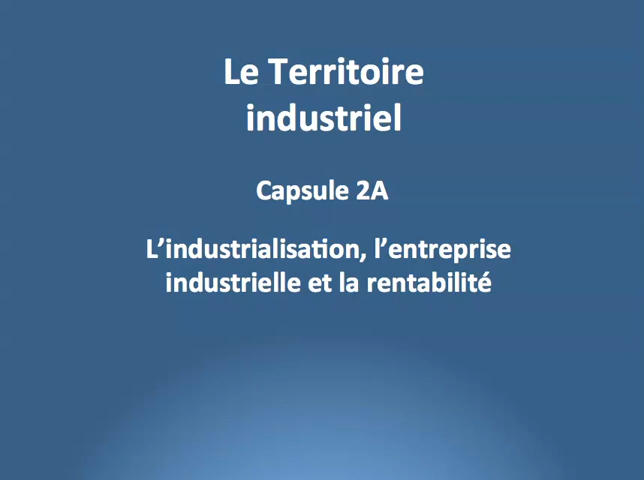 Le Territoire
industriel
Capsule 2A
L’industrialisation, l’entreprise
industrielle et la rentabilité